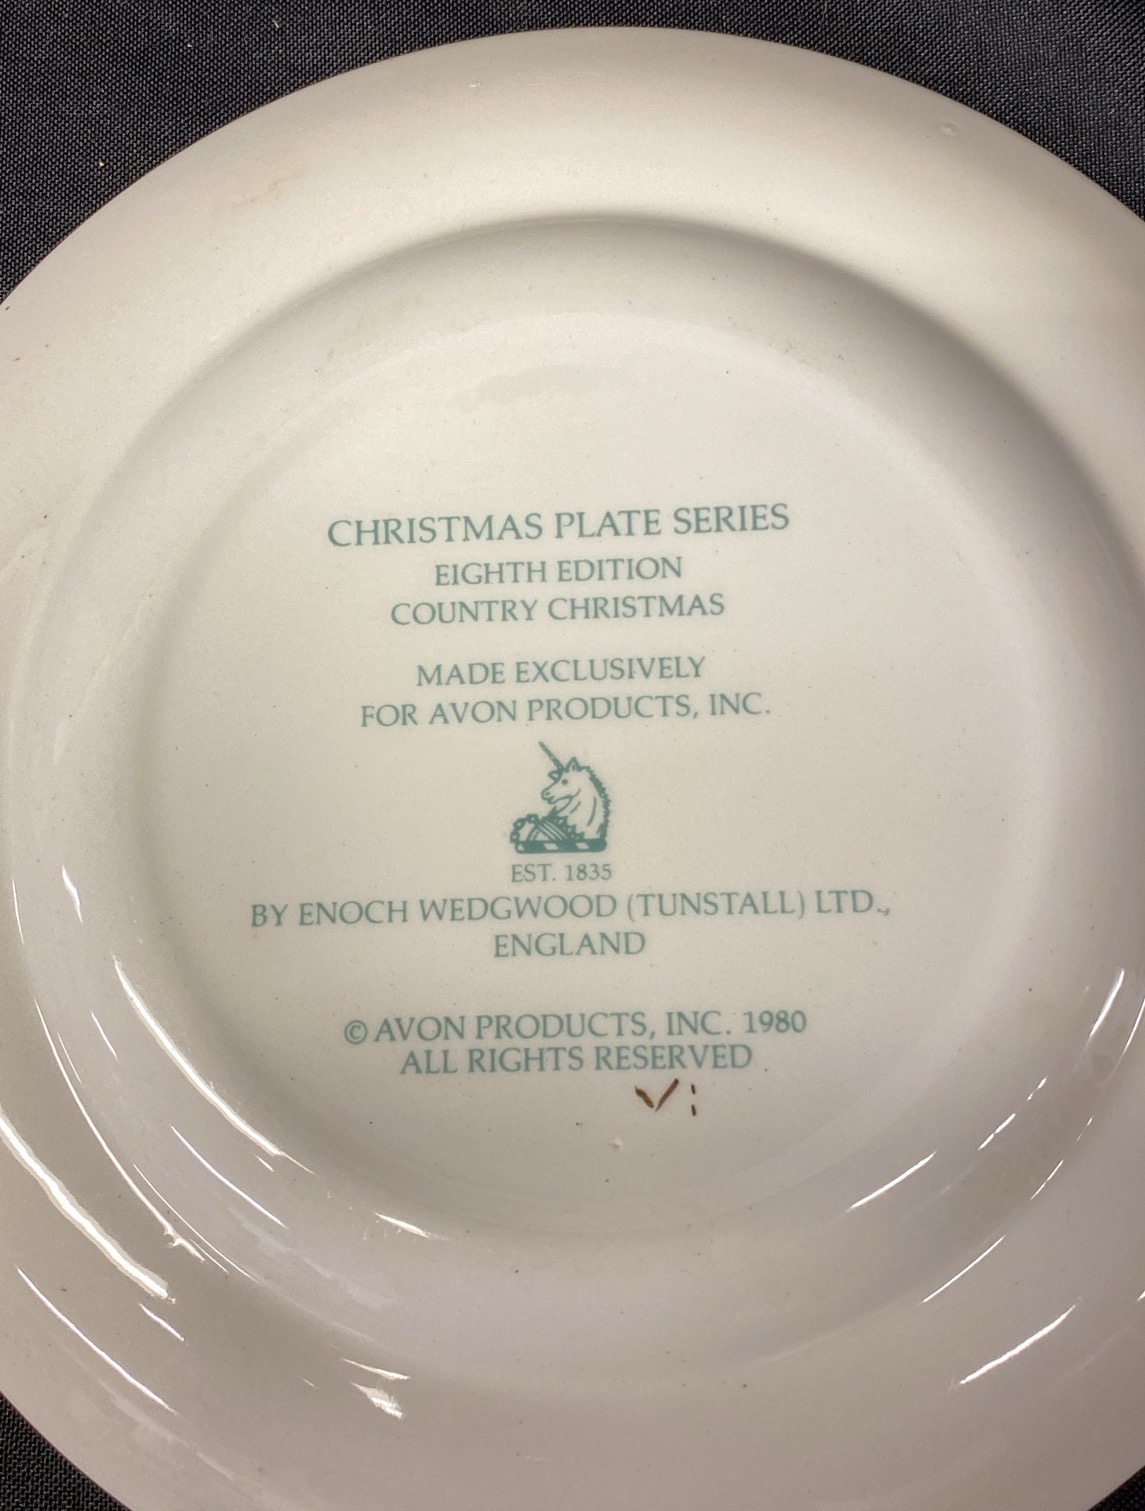 CHRISTMAS PLATE SERIES
EIGHTH EDITION
COUNTRY CHRISTMAS
MADE EXCLUSIVELY
FOR AVON PRODUCTS, INC.
EST. 1835
BY ENOCH WEDGWOOD (TUNSTALL) LTD.,
ENGLAND
© AVON PRODUCTS, INC. 1980
ALL RIGHTS RESERVED